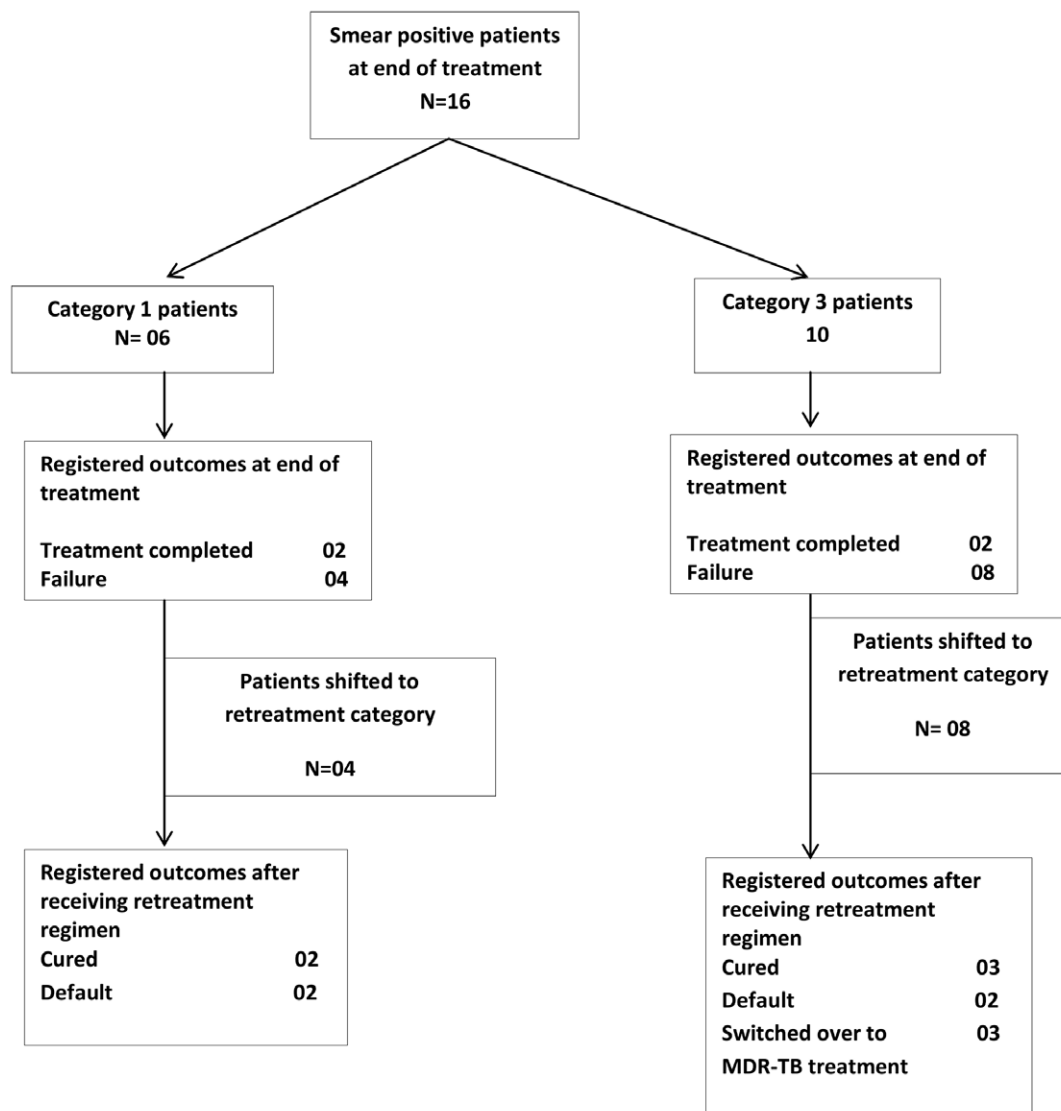 Smear positive patients
at end of treatment
N=16
Category 1 patients
N= 06
Category 3 patients
10
Registered outcomes at end of
treatment
Treatment completed 02
Failure 04
Registered outcomes at end of
treatment
Treatment completed 02
Failure 08
Patients shifted to
retreatment category
N=04
Patients shifted to
retreatment category
N= 08
Registered outcomes after
receiving retreatment
regimen
Cured 02
Default 02
Registered outcomes after
receiving retreatment
regimen
Cured 03
Default 02
Switched over to 03
MDR-TB treatment